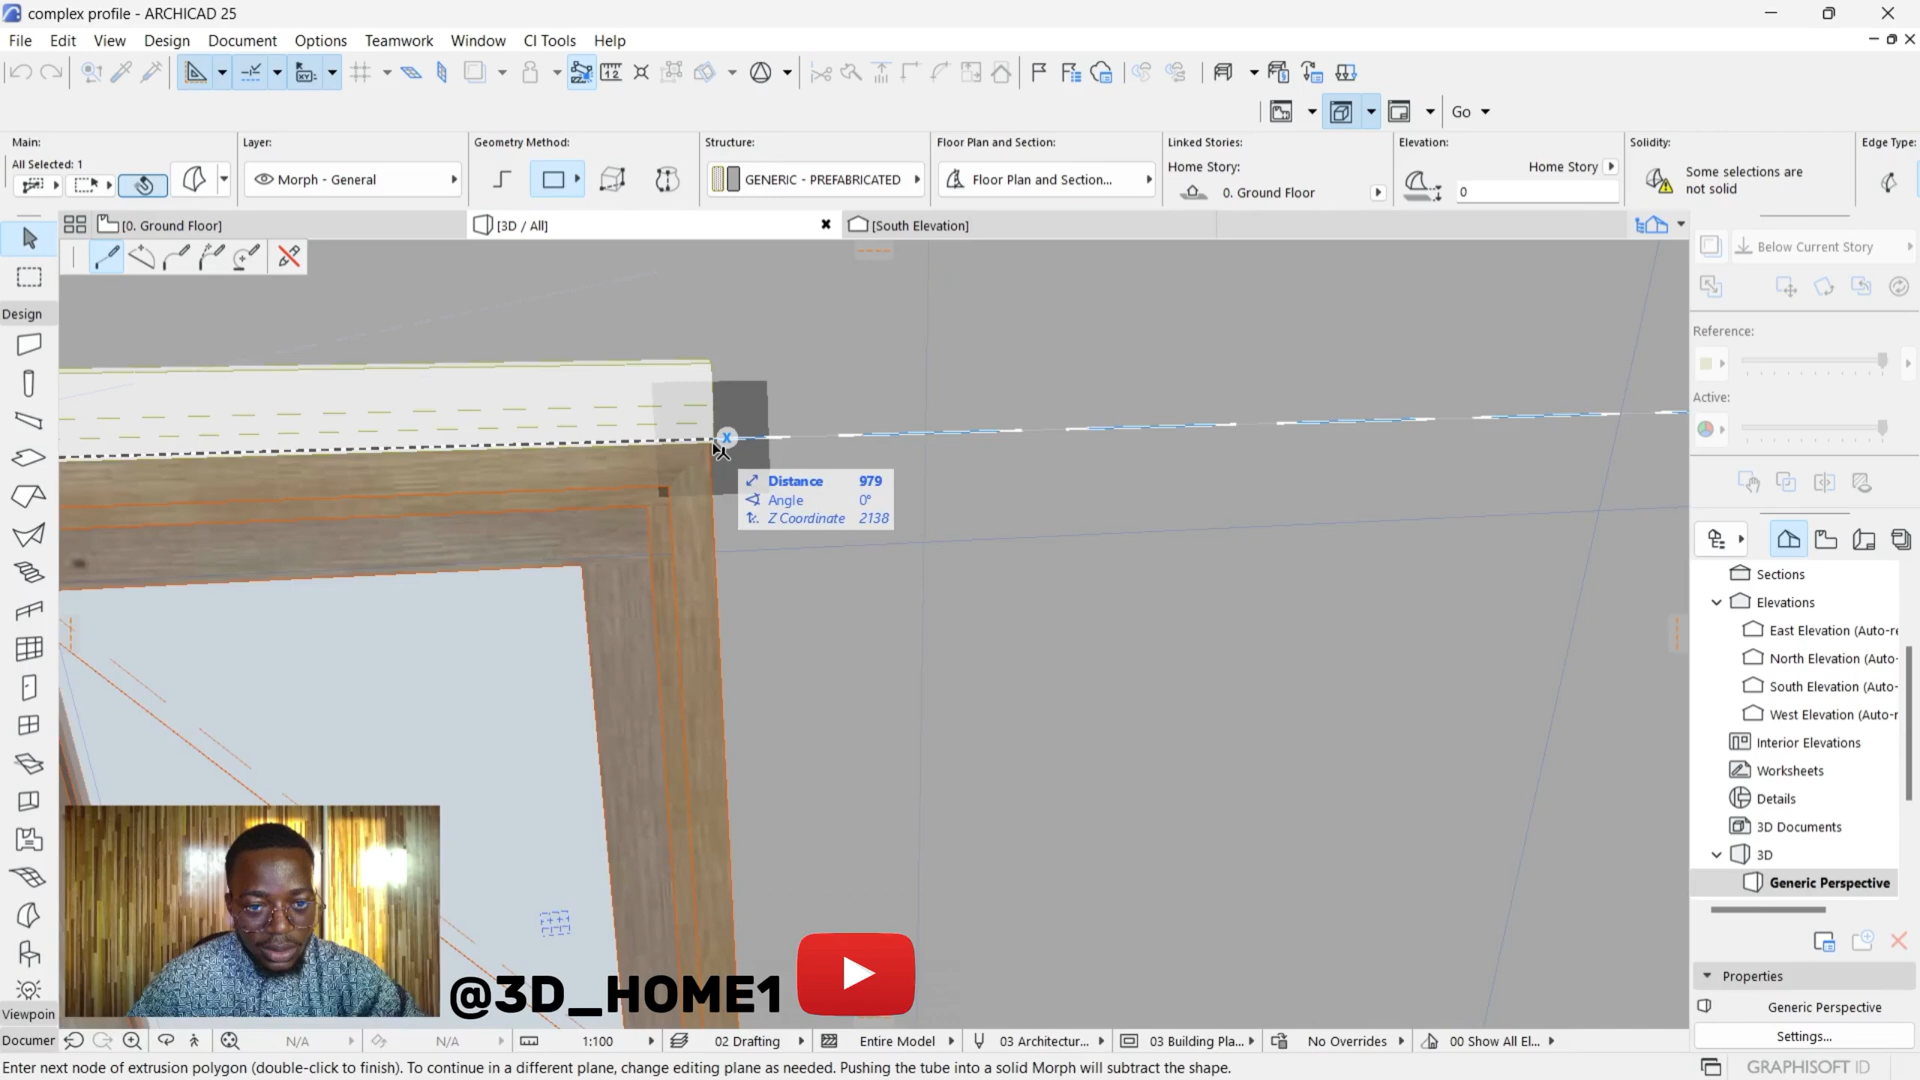 complex profile - ARCHICAD 25
File Edit View Design Document Options Teamwork Window CI Tools Help
Go
Main:
All Selected: 1
Layer:
Morph - General
Geometry Method:
Structure:
GENERIC - PREFABRICATED
Floor Plan and Section:
Floor Plan and Section...
Linked Stories:
Home Story:
0. Ground Floor
Elevation:
Home Story
0
Solidity:
Some selections are
not solid
Edge Type:
[0. Ground Floor]
[3D / All]
[South Elevation]
Design
Below Current Story
Reference:
Active:
X
Distance 979
Angle 0°
Z Coordinate 2138
Sections
Elevations
East Elevation (Auto-re
North Elevation (Auto-
South Elevation (Auto-
West Elevation (Auto-r
Interior Elevations
Worksheets
Details
3D Documents
3D
Generic Perspective
Properties
Generic Perspective
Settings...
@3D_HOME1
Viewpoin
Documer
N/A
N/A
1:100
02 Drafting
Entire Model
03 Architectur...
03 Building Pla...
No Overrides
00 Show All El...
Enter next node of extrusion polygon (double-click to finish). To continue in a different plane, change editing plane as needed. Pushing the tube into a solid Morph will subtract the shape.
GRAPHISOFT ID